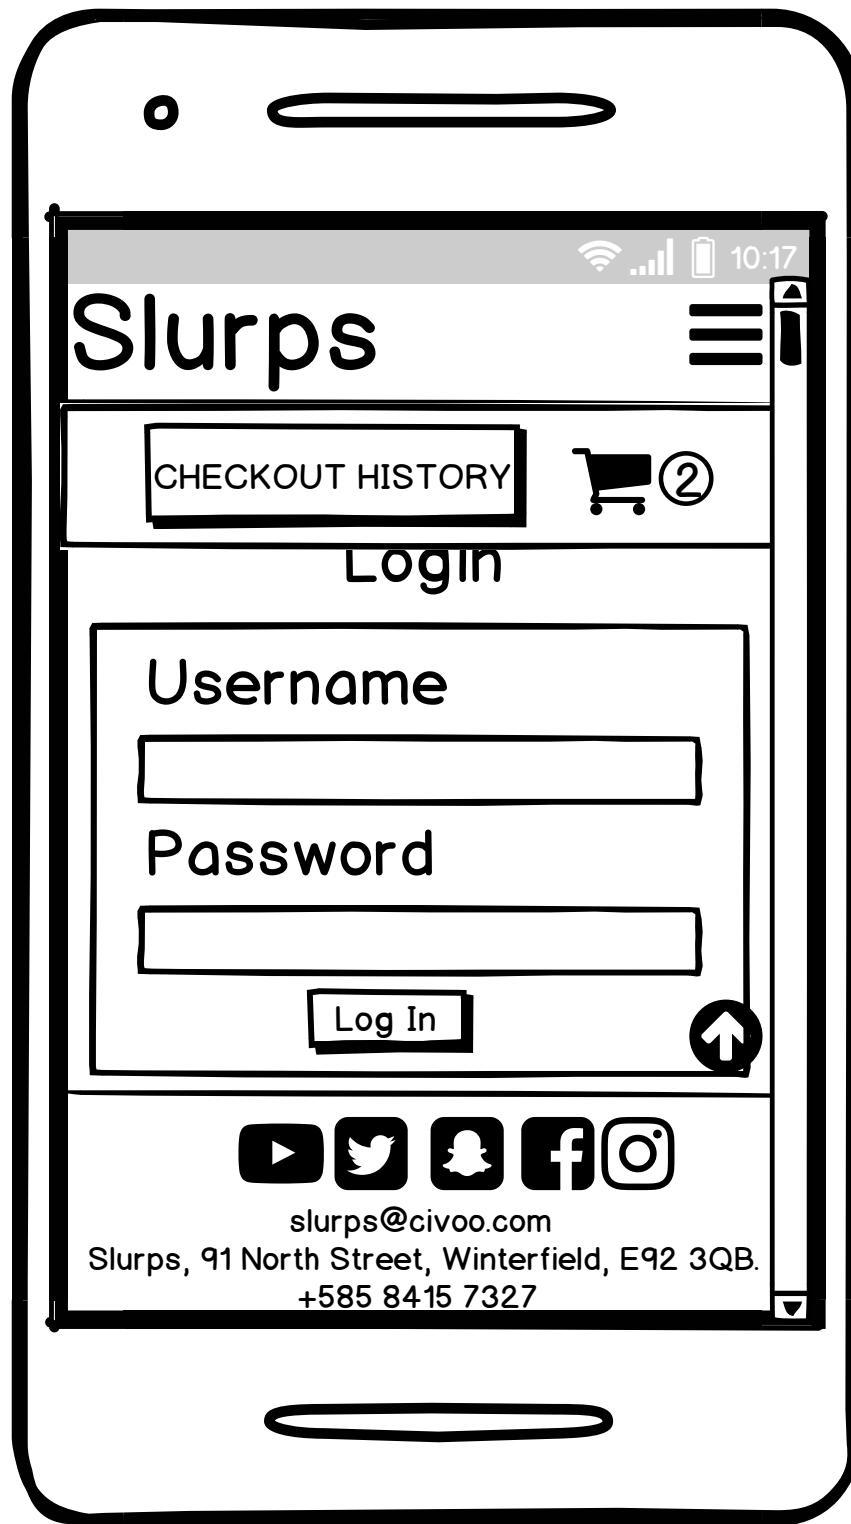 10:17
Slurps
CHECKOUT HISTORY 2
Login
Username
Password
Log In
slurps@civoo.com
Slurps, 91 North Street, Winterfield, E92 3QB.
+585 8415 7327